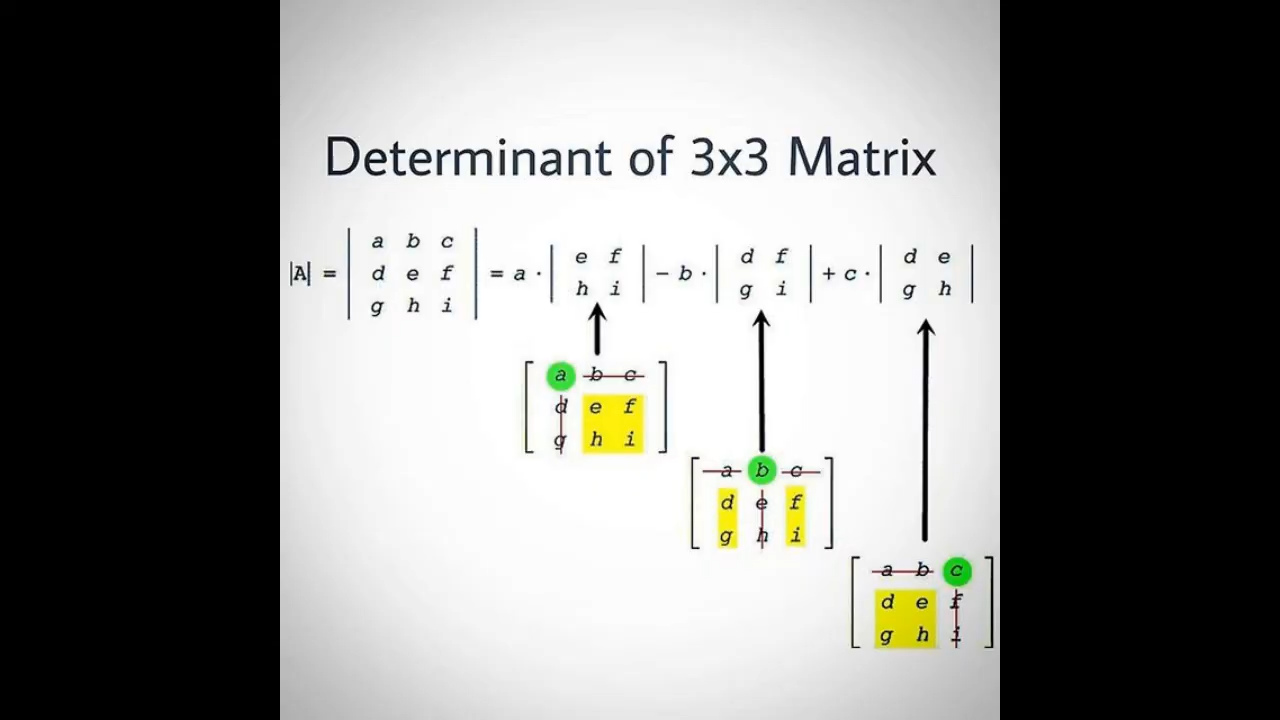 Determinant of 3x3 Matrix
a b c e f d f d e
|A| = d e f = a · − b · + c ·
g h i h i g i g h
a b c
d e f
g h i
a b c
d e f
g h i
a b c
d e f
g h i